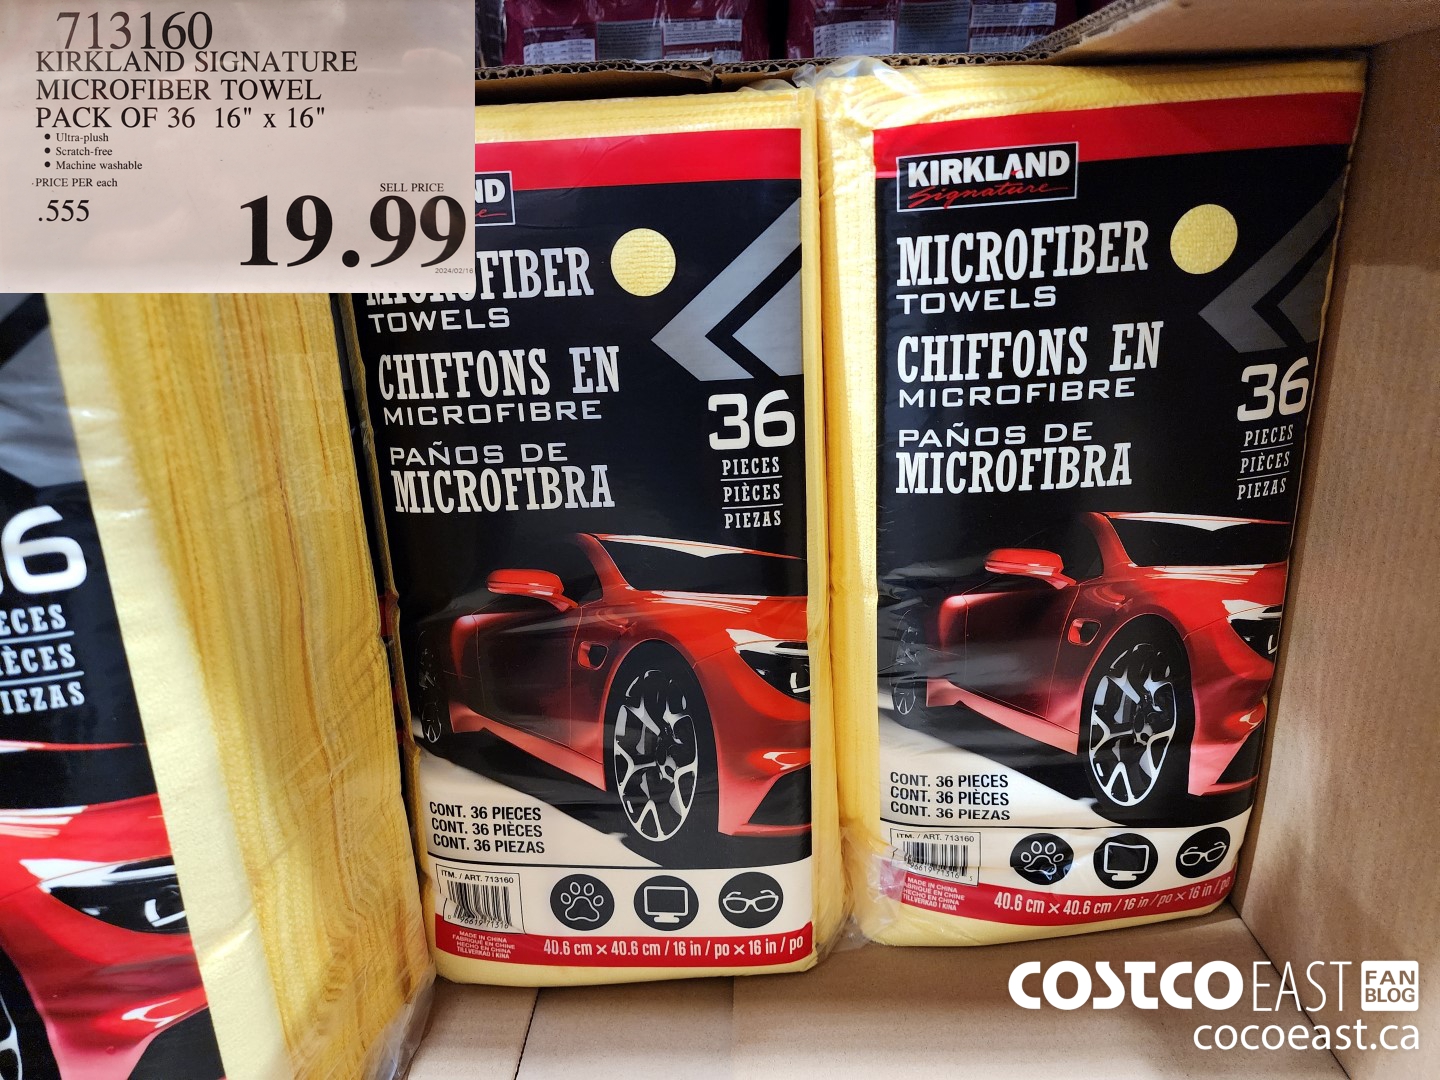 713160
KIRKLAND SIGNATURE
MICROFIBER TOWEL
PACK OF 36 16" x 16"
• Ultra-plush
• Scratch-free
• Machine washable
PRICE PER each
.555
SELL PRICE
19.99
2024/02/16
36
PIEZAS
ND
MICROFIBER
TOWELS
CHIFFONS EN
MICROFIBRE
PAÑOS DE
MICROFIBRA
36
PIECES
PIÈCES
PIEZAS
CONT. 36 PIECES
CONT. 36 PIÈCES
CONT. 36 PIEZAS
ITM. / ART. 713160
MADE IN CHINA
FABRIQUÉ EN CHINE
HECHO EN CHINA
TILLVERKAD I KINA
40.6 cm × 40.6 cm / 16 in / po × 16 in / po
KIRKLAND
Signature
MICROFIBER
TOWELS
CHIFFONS EN
MICROFIBRE
PAÑOS DE
MICROFIBRA
36
PIECES
PIÈCES
PIEZAS
CONT. 36 PIECES
CONT. 36 PIÈCES
CONT. 36 PIEZAS
ITM. / ART. 713160
MADE IN CHINA
FABRIQUÉ EN CHINE
HECHO EN CHINA
TILLVERKAD I KINA
40.6 cm × 40.6 cm / 16 in / po × 16 in / po
COSTCO EAST FAN BLOG
cocoeast.ca